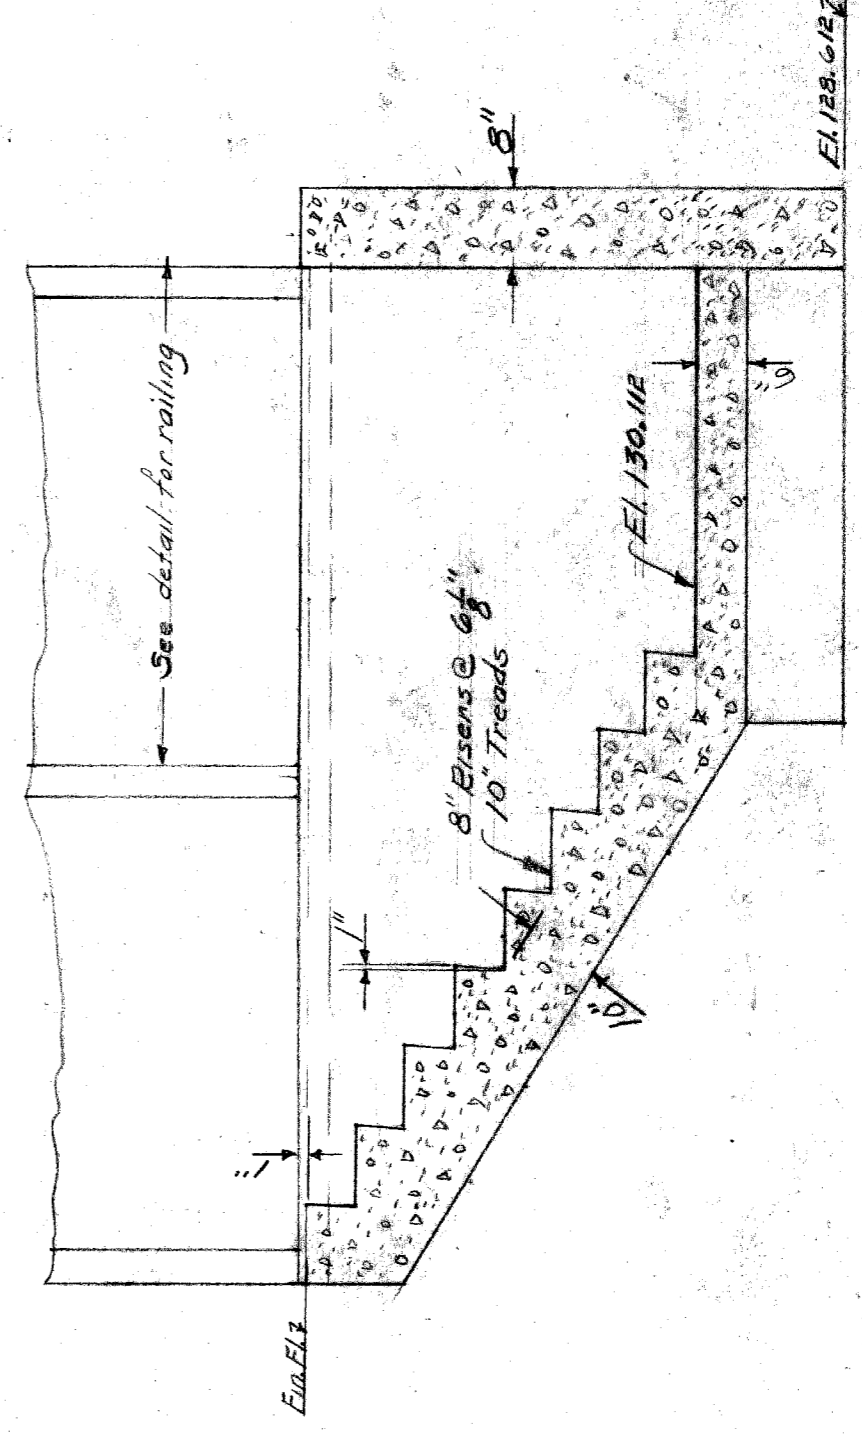 See detail for railing
8"
El. 128.612
El. 130.112
6"
8" Risers @ 6 1/8"
10" Treads
1"
10"
1"
Fin. Fl.